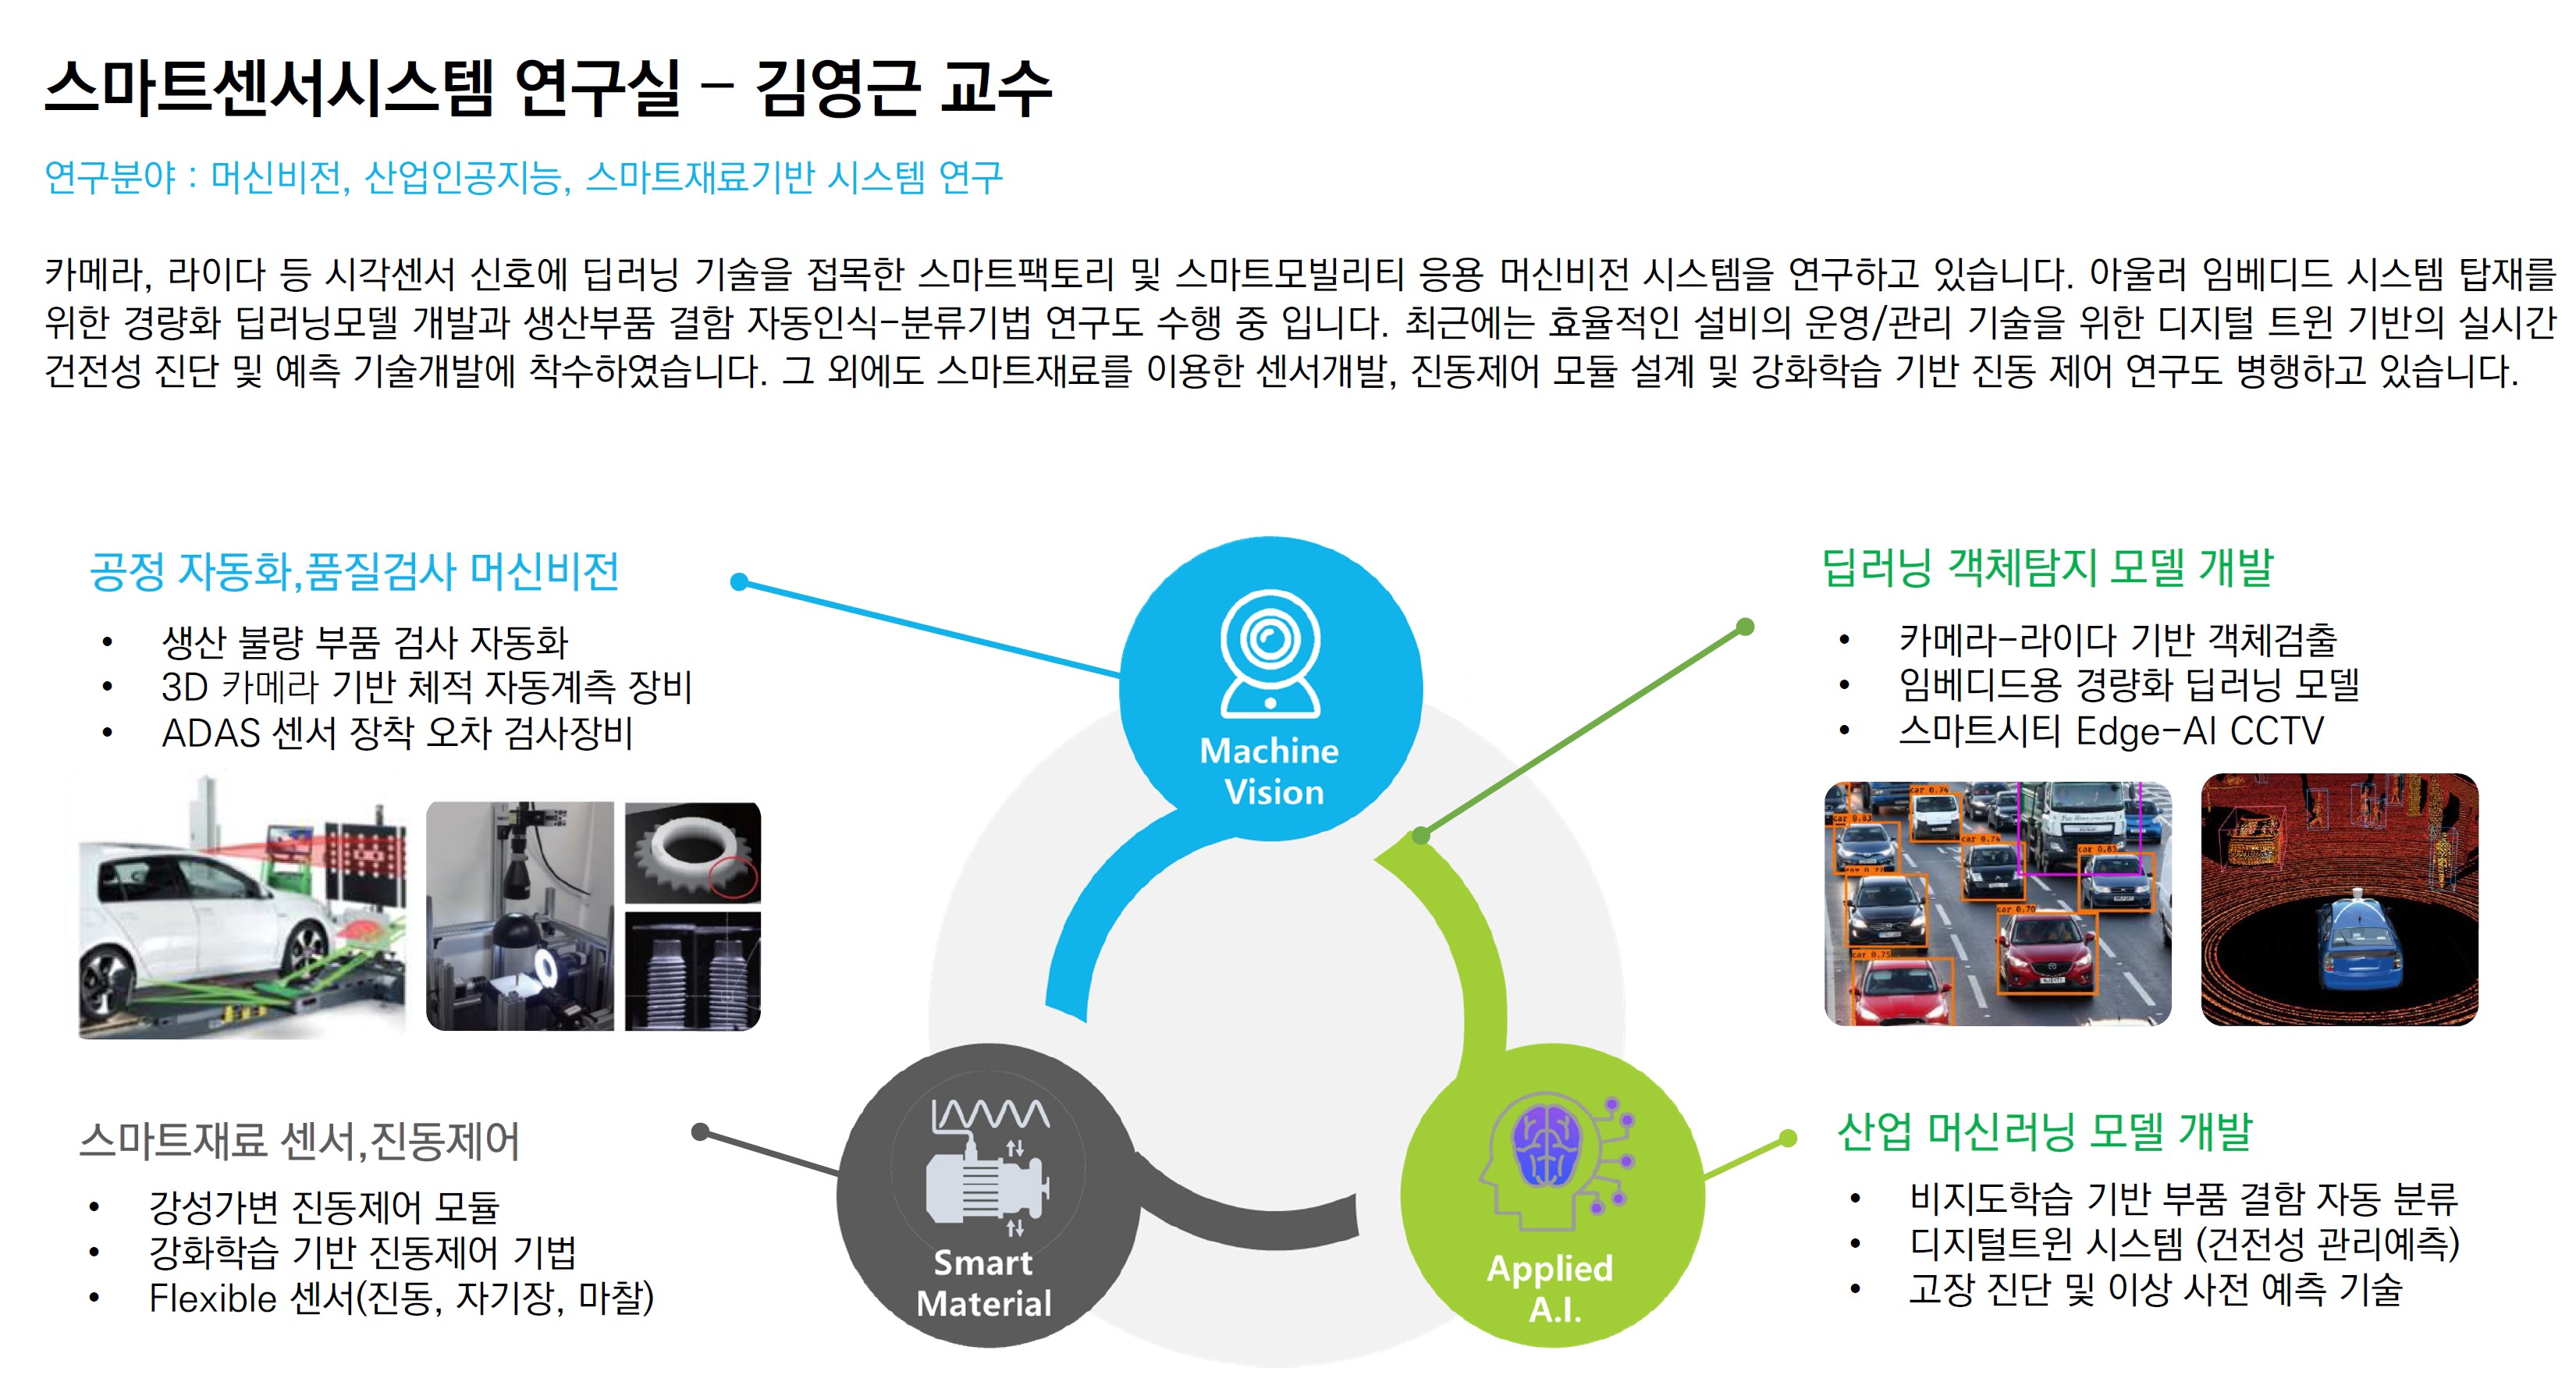 스마트센서시스템 연구실 – 김영근 교수
연구분야 : 머신비전, 산업인공지능, 스마트재료기반 시스템 연구
카메라, 라이다 등 시각센서 신호에 딥러닝 기술을 접목한 스마트팩토리 및 스마트모빌리티 응용 머신비전 시스템을 연구하고 있습니다. 아울러 임베디드 시스템 탑재를
위한 경량화 딥러닝모델 개발과 생산부품 결함 자동인식-분류기법 연구도 수행 중 입니다. 최근에는 효율적인 설비의 운영/관리 기술을 위한 디지털 트윈 기반의 실시간
건전성 진단 및 예측 기술개발에 착수하였습니다. 그 외에도 스마트재료를 이용한 센서개발, 진동제어 모듈 설계 및 강화학습 기반 진동 제어 연구도 병행하고 있습니다.
공정 자동화,품질검사 머신비전
• 생산 불량 부품 검사 자동화
• 3D 카메라 기반 체적 자동계측 장비
• ADAS 센서 장착 오차 검사장비
Machine
Vision
딥러닝 객체탐지 모델 개발
• 카메라-라이다 기반 객체검출
• 임베디드용 경량화 딥러닝 모델
• 스마트시티 Edge-AI CCTV
car 0.76
car 0.83
car 0.74
car 0.83
car 0.77
car 0.70
car 0.75
스마트재료 센서,진동제어
• 강성가변 진동제어 모듈
• 강화학습 기반 진동제어 기법
• Flexible 센서(진동, 자기장, 마찰)
Smart
Material
Applied
A.I.
산업 머신러닝 모델 개발
• 비지도학습 기반 부품 결함 자동 분류
• 디지털트윈 시스템 (건전성 관리예측)
• 고장 진단 및 이상 사전 예측 기술